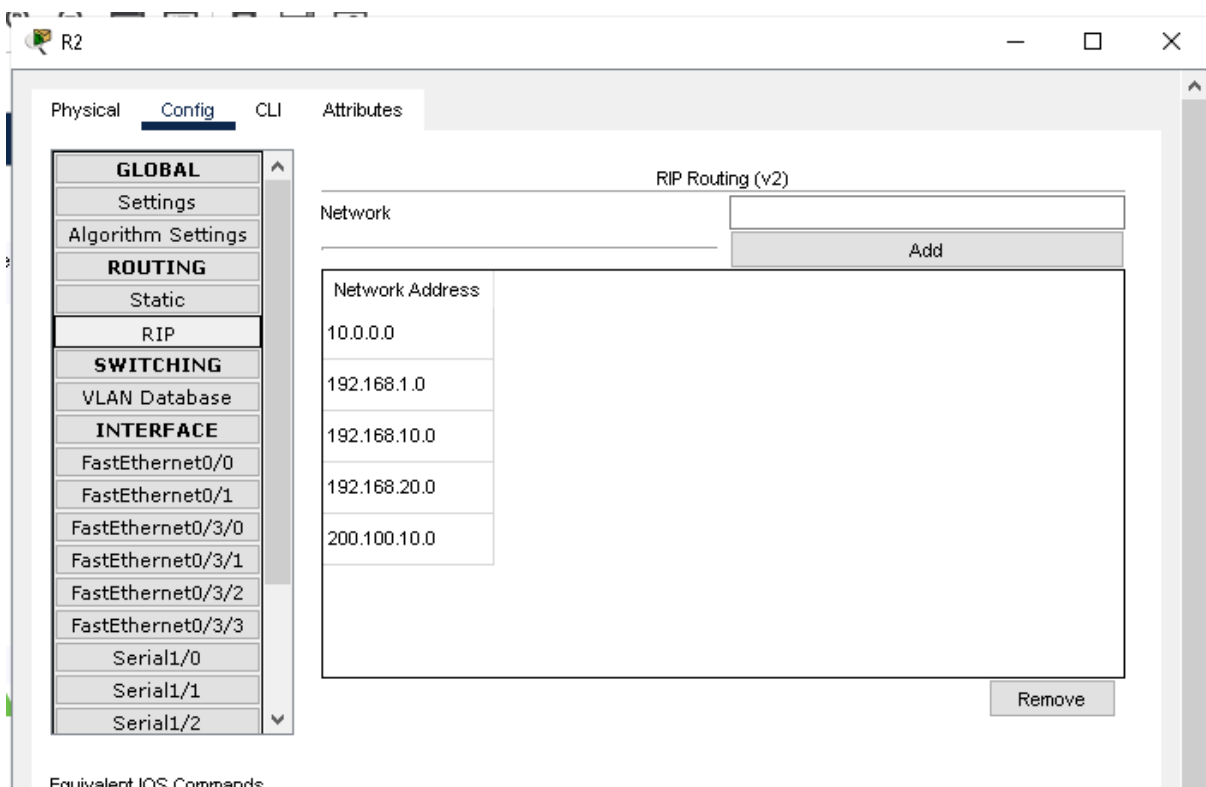 R2
Physical Config CLI Attributes
GLOBAL
Settings
Algorithm Settings
ROUTING
Static
RIP
SWITCHING
VLAN Database
INTERFACE
FastEthernet0/0
FastEthernet0/1
FastEthernet0/3/0
FastEthernet0/3/1
FastEthernet0/3/2
FastEthernet0/3/3
Serial1/0
Serial1/1
Serial1/2
RIP Routing (v2)
Network
Add
Network Address
10.0.0.0
192.168.1.0
192.168.10.0
192.168.20.0
200.100.10.0
Remove
Equivalent IOS Commands